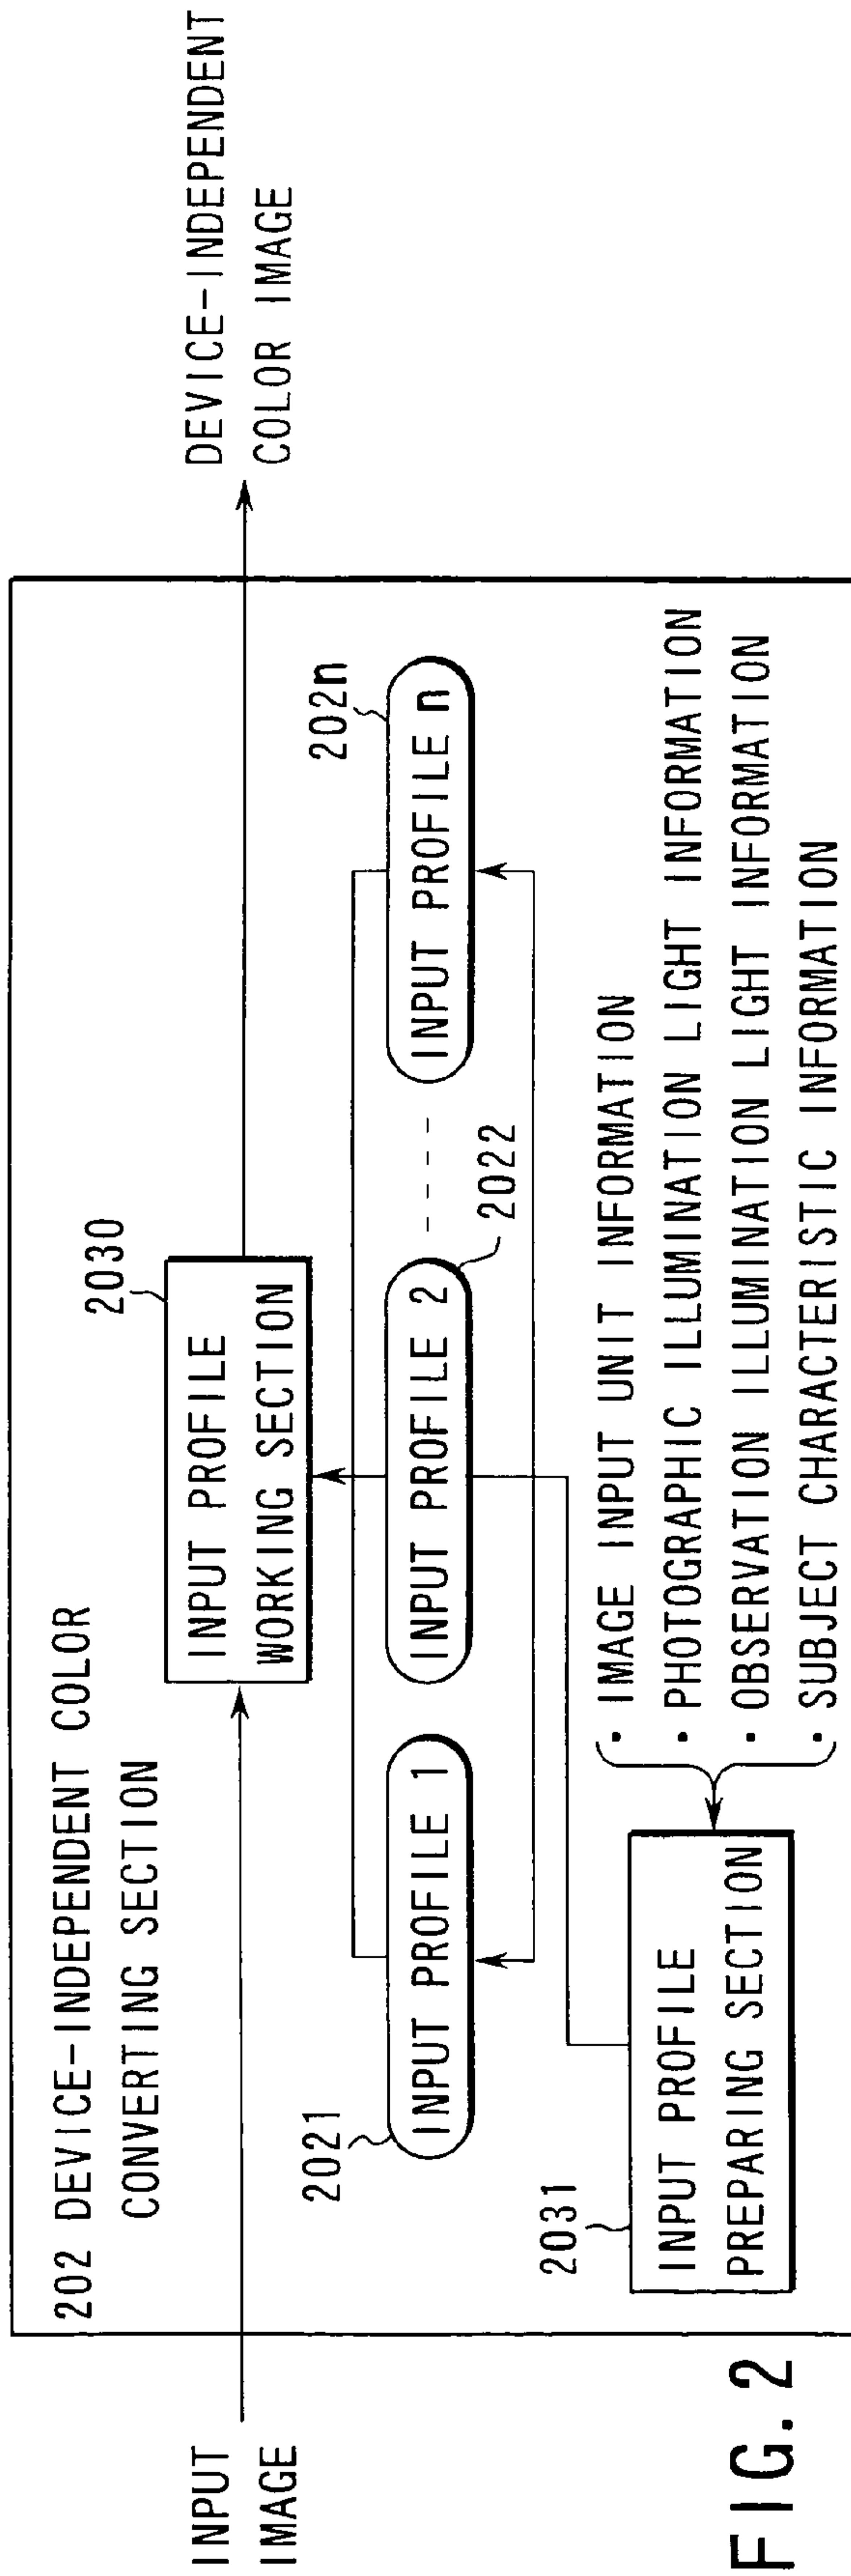 202 DEVICE-INDEPENDENT COLOR
CONVERTING SECTION
INPUT
IMAGE
2030
INPUT PROFILE
WORKING SECTION
DEVICE-INDEPENDENT
COLOR IMAGE
2021
INPUT PROFILE 1
INPUT PROFILE 2
2022
202n
INPUT PROFILE n
2031
INPUT PROFILE
PREPARING SECTION
• IMAGE INPUT UNIT INFORMATION
• PHOTOGRAPHIC ILLUMINATION LIGHT INFORMATION
• OBSERVATION ILLUMINATION LIGHT INFORMATION
• SUBJECT CHARACTERISTIC INFORMATION
FIG. 2